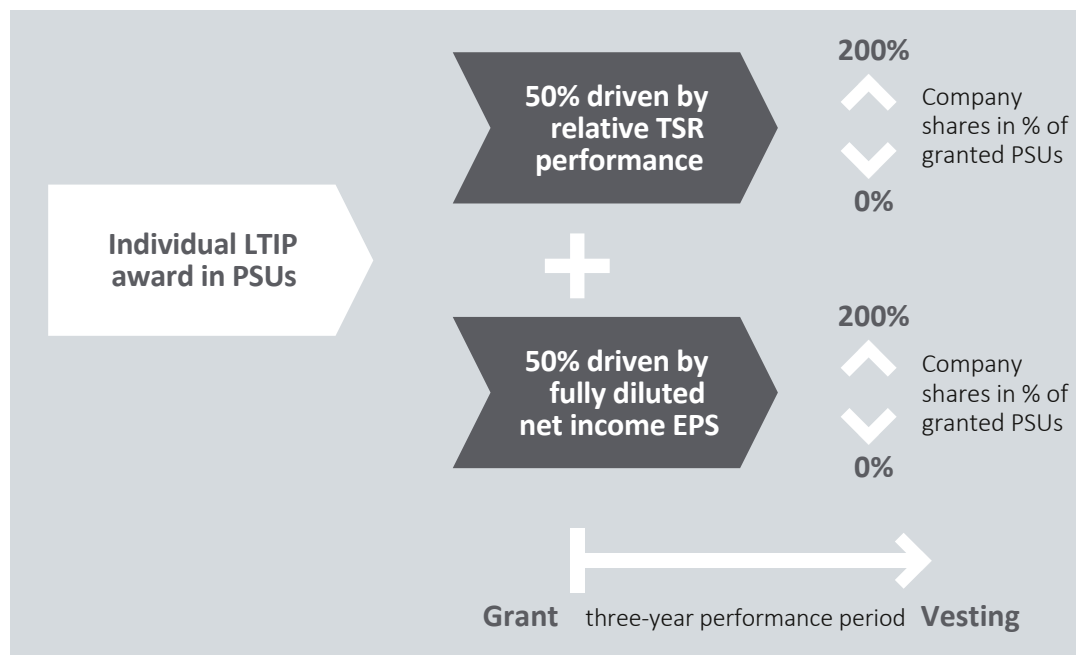 Individual LTIP
award in PSUs
50% driven by
relative TSR
performance
200%
0%
Company
shares in % of
granted PSUs
50% driven by
fully diluted
net income EPS
200%
0%
Company
shares in % of
granted PSUs
Grant three-year performance period Vesting